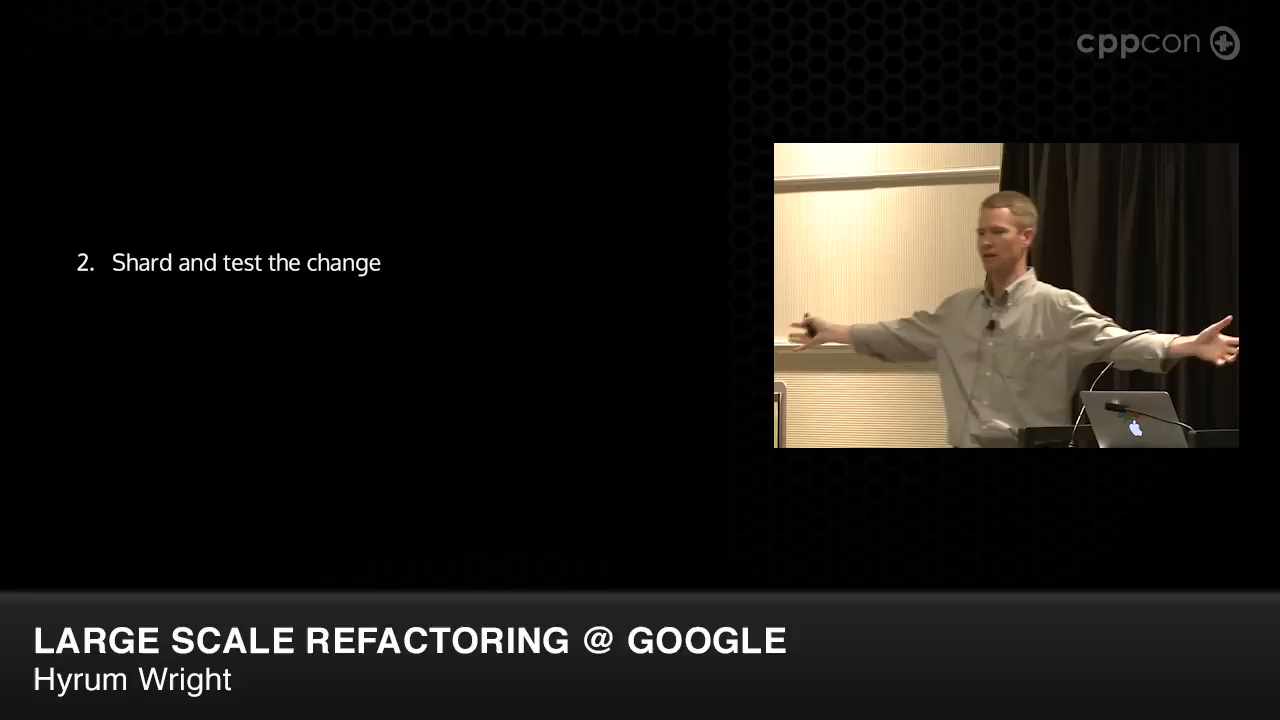 cppcon
2. Shard and test the change
LARGE SCALE REFACTORING @ GOOGLE
Hyrum Wright